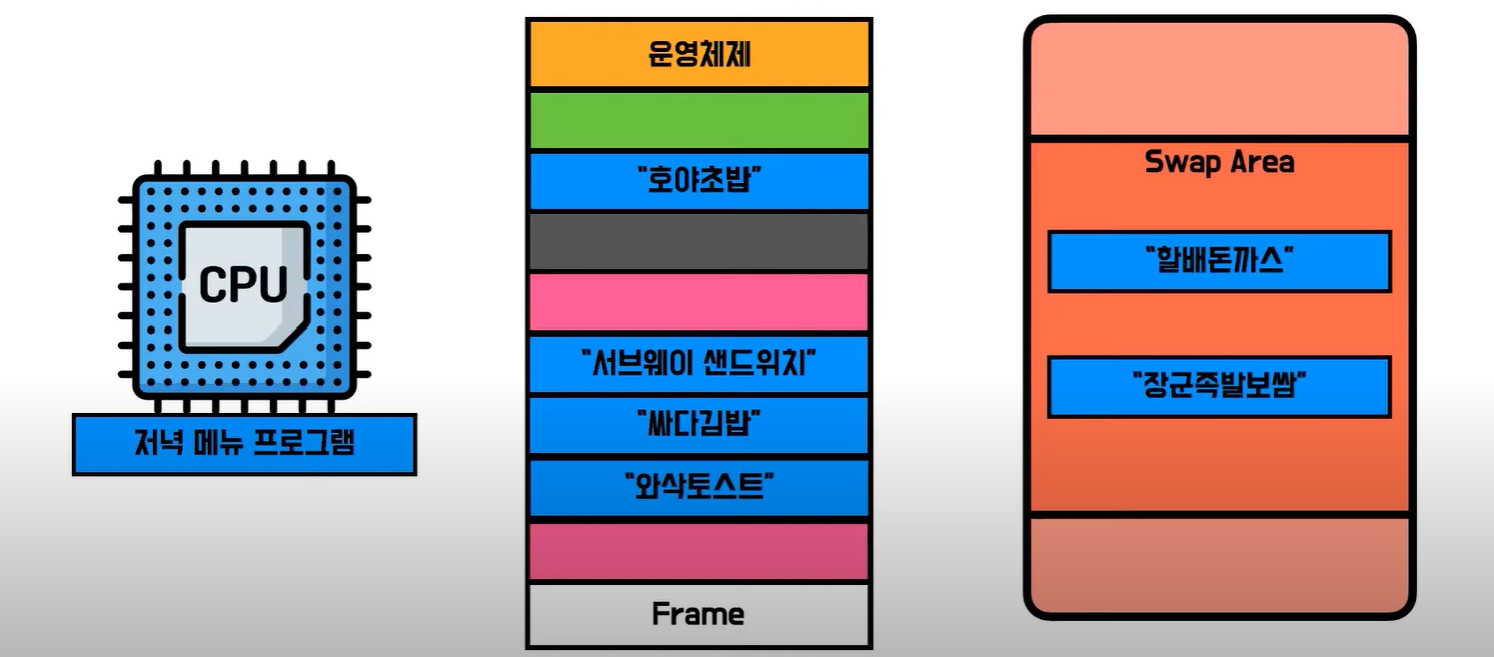 CPU
저녁 메뉴 프로그램
운영체제
"호야초밥"
"서브웨이 샌드위치"
"싸다김밥"
"와삭토스트"
Frame
Swap Area
"할배돈까스"
"장군족발보쌈"